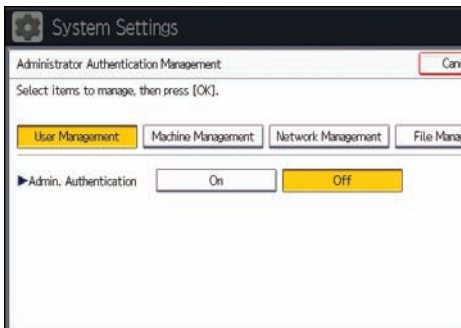 System Settings
Administrator Authentication Management
Select items to manage, then press [OK].
User Management Machine Management Network Management
►Admin. Authentication On Off